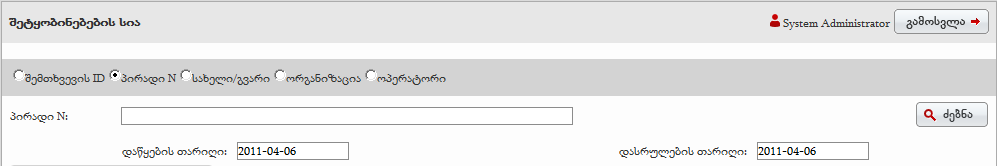 შეტყობინებების სია System Administrator გამოსვლა
შემთხვევის ID პირადი N სახელი/გვარი ორგანიზაცია ოპერატორი
პირადი N: ძებნა
დაწყების თარიღი: 2011-04-06 დასრულების თარიღი: 2011-04-06